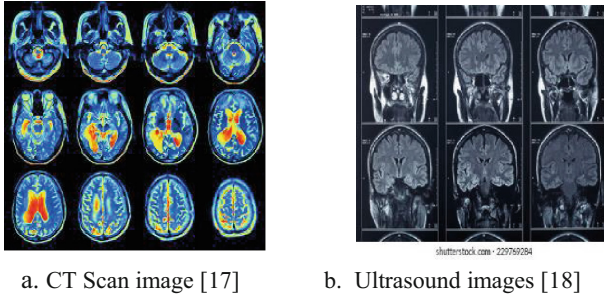 shutterstock.com • 229769284
a. CT Scan image [17]
b. Ultrasound images [18]